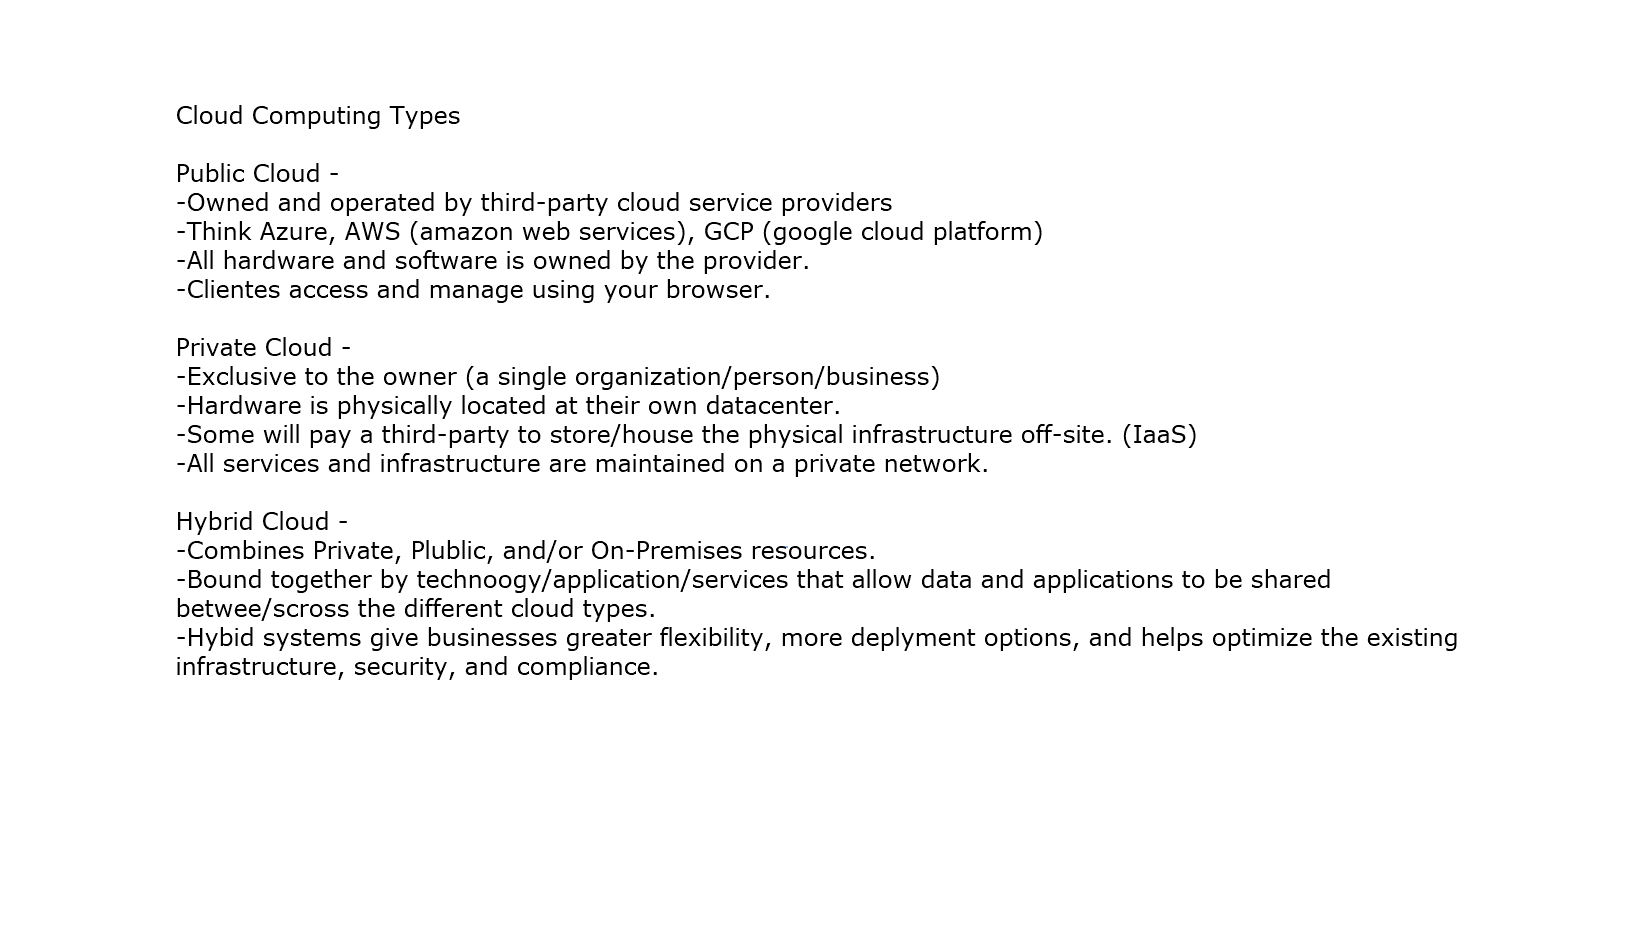 Cloud Computing Types
Public Cloud -
-Owned and operated by third-party cloud service providers
-Think Azure, AWS (amazon web services), GCP (google cloud platform)
-All hardware and software is owned by the provider.
-Clientes access and manage using your browser.
Private Cloud -
-Exclusive to the owner (a single organization/person/business)
-Hardware is physically located at their own datacenter.
-Some will pay a third-party to store/house the physical infrastructure off-site. (IaaS)
-All services and infrastructure are maintained on a private network.
Hybrid Cloud -
-Combines Private, Plublic, and/or On-Premises resources.
-Bound together by technoogy/application/services that allow data and applications to be shared
betwee/scross the different cloud types.
-Hybid systems give businesses greater flexibility, more deplyment options, and helps optimize the existing
infrastructure, security, and compliance.